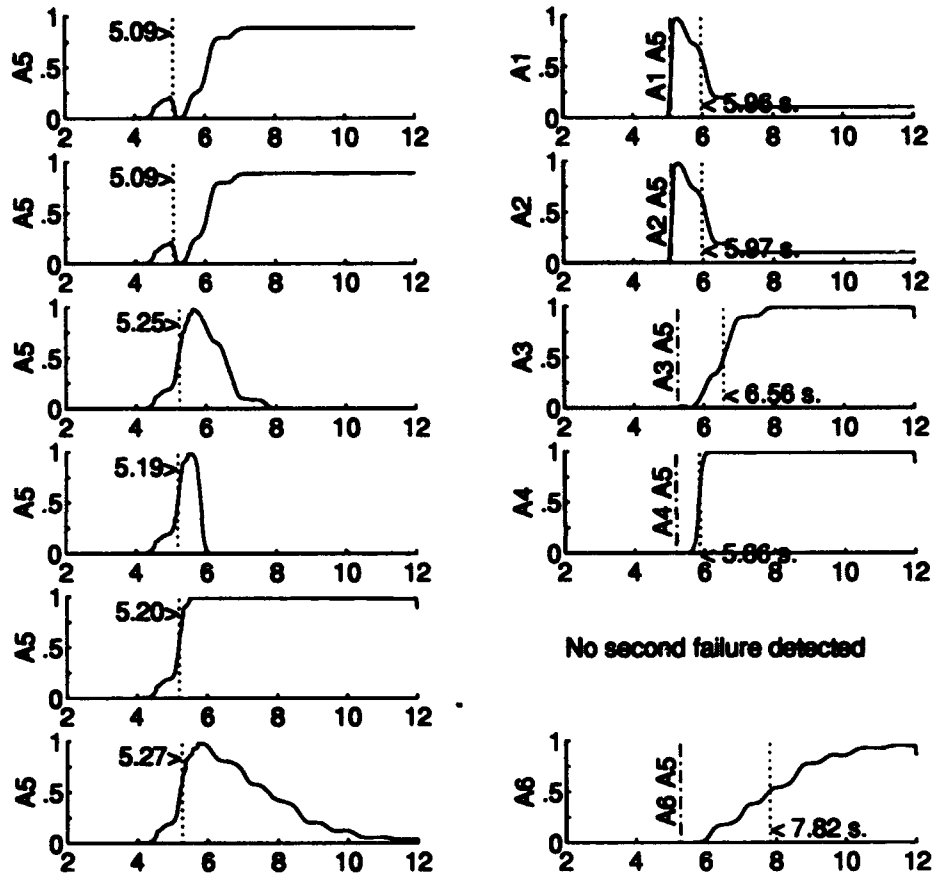 A5 1 .5 0 5.09> 2 4 6 8 10 12
A1 1 0.5 0 A1 A5 < 5.96 s. 2 4 6 8 10 12
A5 1 .5 0 5.09> 2 4 6 8 10 12
A2 1 .5 0 A2 A5 < 5.97 s. 2 4 6 8 10 12
A5 1 .5 0 5.25> 2 4 6 8 10 12
A3 1 .5 0 A3 A5 < 6.56 s. 2 4 6 8 10 12
A5 1 .5 0 5.19> 2 4 6 8 10 12
A4 1 .5 0 A4 A5 < 5.86 s. 2 4 6 8 10 12
A5 1 .5 0 5.20> 2 4 6 8 10 12
No second failure detected
A5 1 .5 0 5.27> 2 4 6 8 10 12
A6 1 .5 0 A6 A5 < 7.82 s. 2 4 6 8 10 12